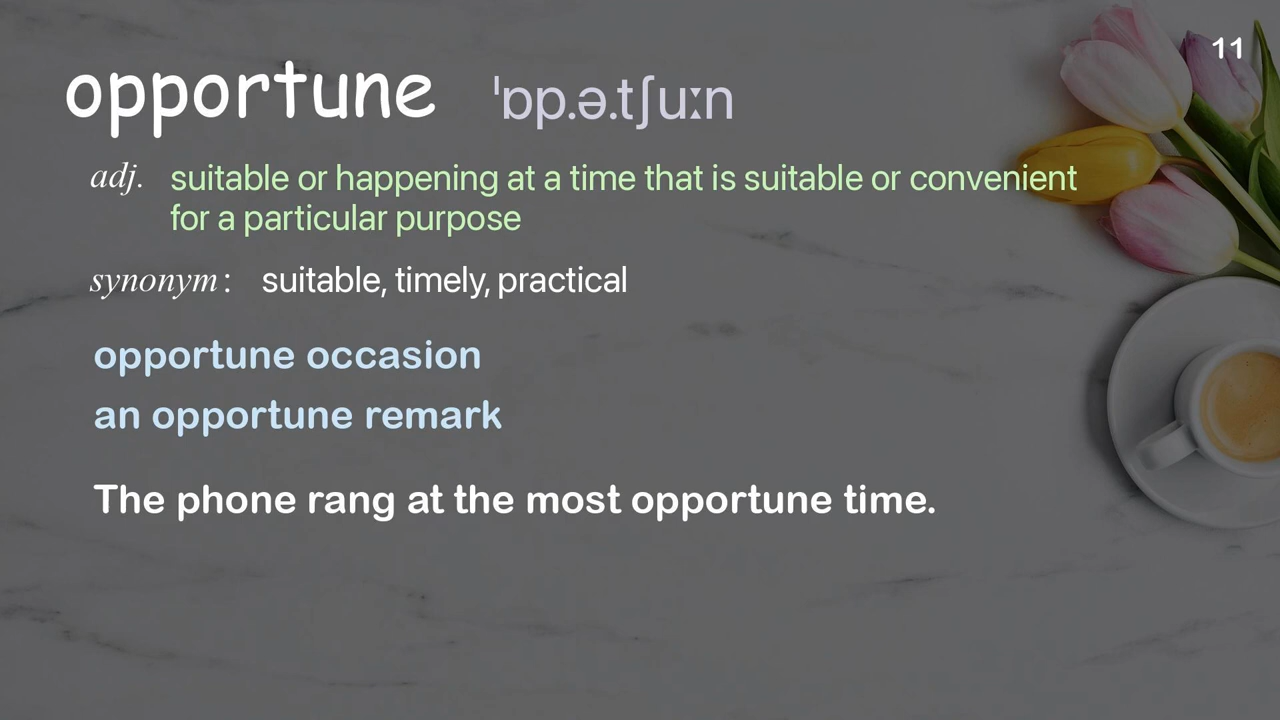 11
opportune ˈɒp.ə.tʃuːn
adj. suitable or happening at a time that is suitable or convenient
for a particular purpose
synonym: suitable, timely, practical
opportune occasion
an opportune remark
The phone rang at the most opportune time.